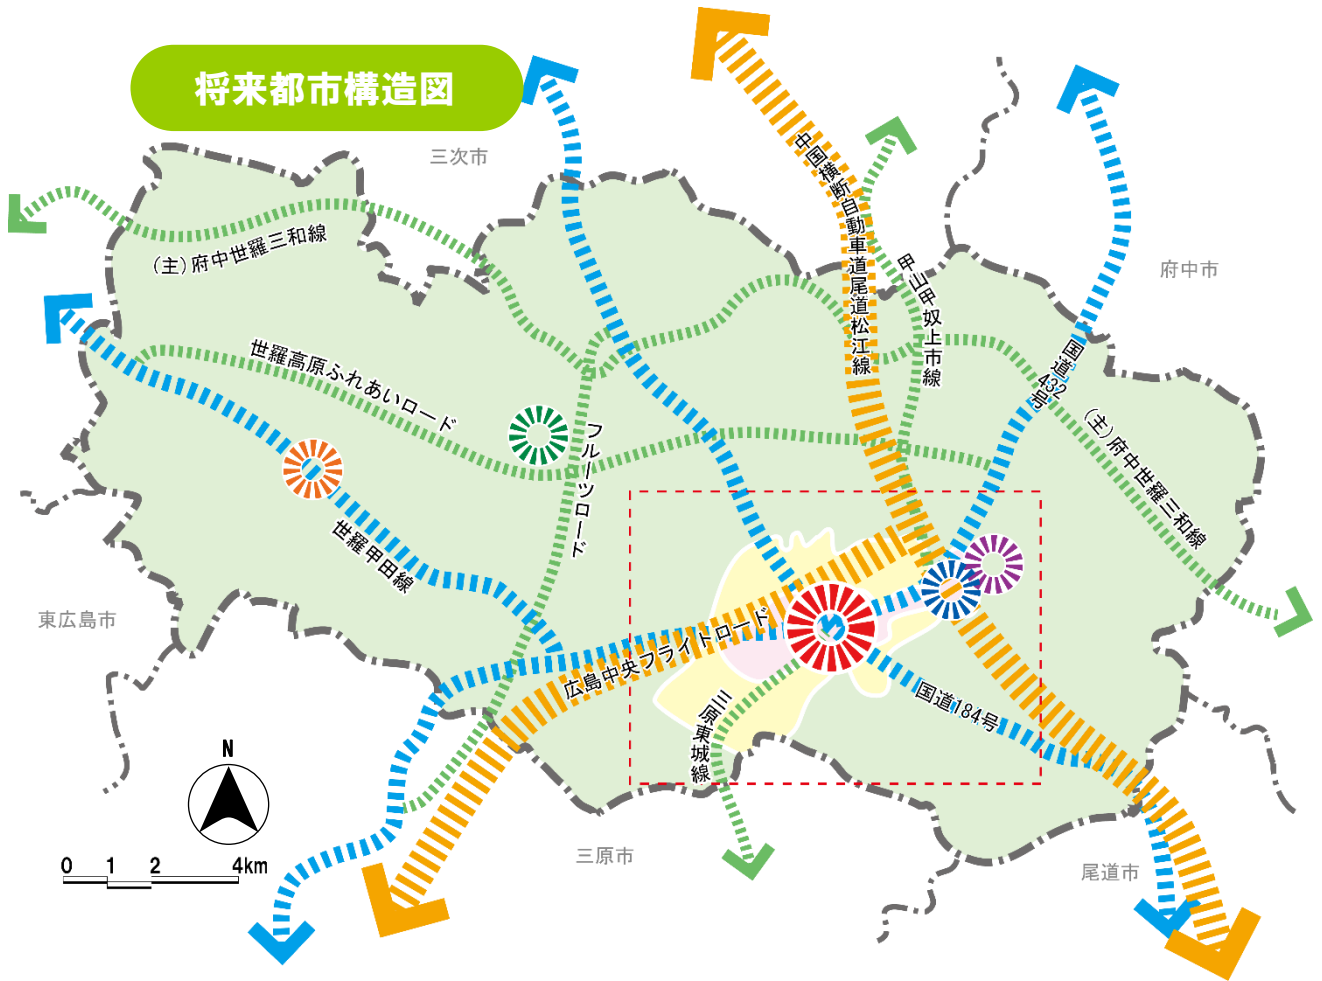 将来都市構造図
三次市
中国横断自動車道尾道松江線
(主)府中世羅三和線
甲山甲奴上市線
府中市
世羅高原ふれあいロード
国道432号
(主)府中世羅三和線
フルーツロード
世羅甲田線
東広島市
広島中央フライトロード
三原東城線
国道184号
N
0 1 2 4km
三原市
尾道市